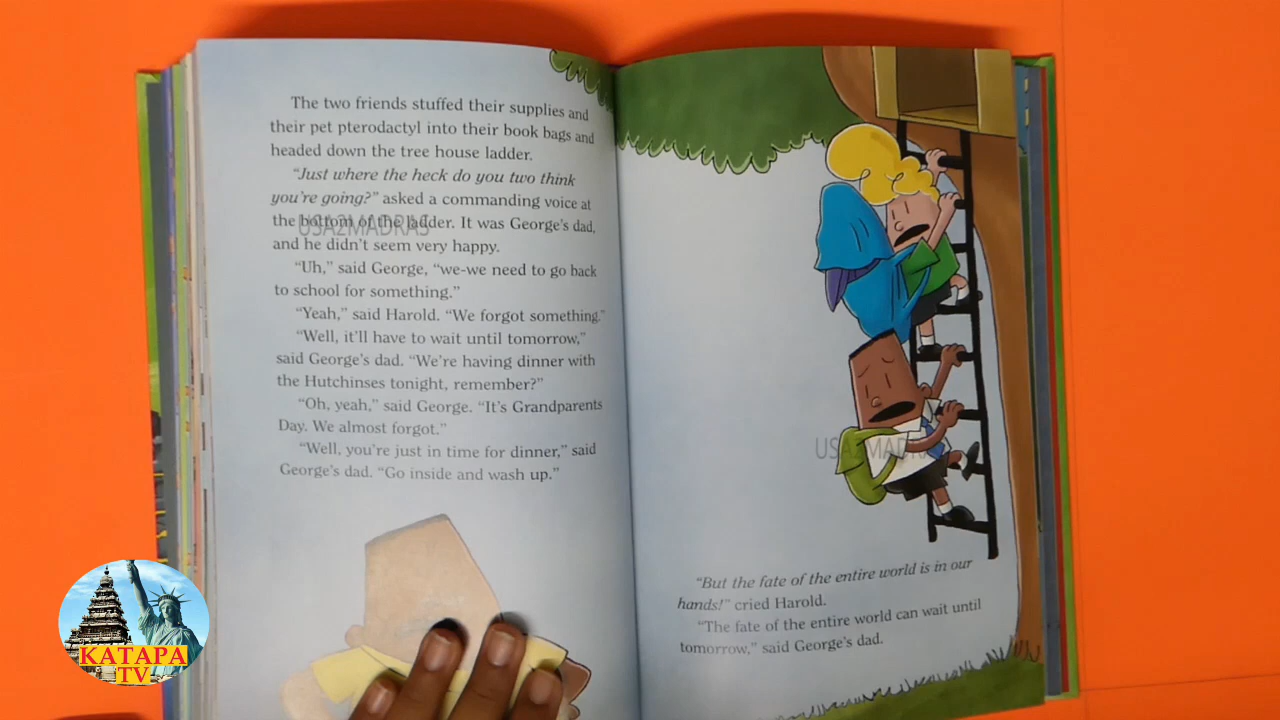 The two friends stuffed their supplies and
their pet pterodactyl into their book bags and
headed down the tree house ladder.
“Just where the heck do you two think
you’re going?” asked a commanding voice at
the bottom of the ladder. It was George’s dad,
and he didn’t seem very happy.
“Uh,” said George, “we-we need to go back
to school for something.”
“Yeah,” said Harold. “We forgot something.”
“Well, it’ll have to wait until tomorrow,”
said George’s dad. “We’re having dinner with
the Hutchinses tonight, remember?”
“Oh, yeah,” said George. “It’s Grandparents
Day. We almost forgot.”
“Well, you’re just in time for dinner,” said
George’s dad. “Go inside and wash up.”
“But the fate of the entire world is in our
hands!” cried Harold.
“The fate of the entire world can wait until
tomorrow,” said George’s dad.
USA2MADRAS
USA2MADRAS
KATAPA
TV